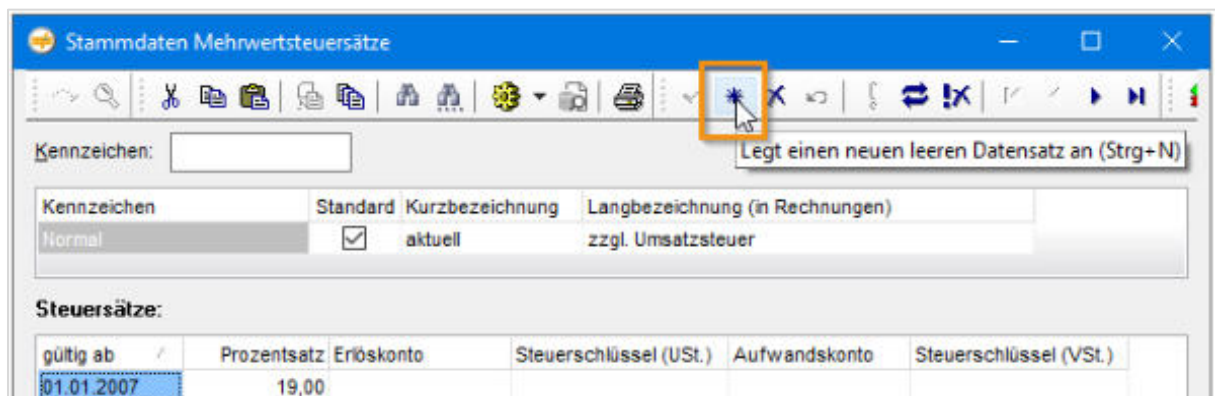 Stammdaten Mehrwertsteuersätze
Kennzeichen:
Legt einen neuen leeren Datensatz an (Strg+N)
Kennzeichen Standard Kurzbezeichnung Langbezeichnung (in Rechnungen)
Normal aktuell zzgl. Umsatzsteuer
Steuersätze:
gültig ab Prozentsatz Erlöskonto Steuerschlüssel (USt.) Aufwandskonto Steuerschlüssel (VSt.)
01.01.2007 19,00